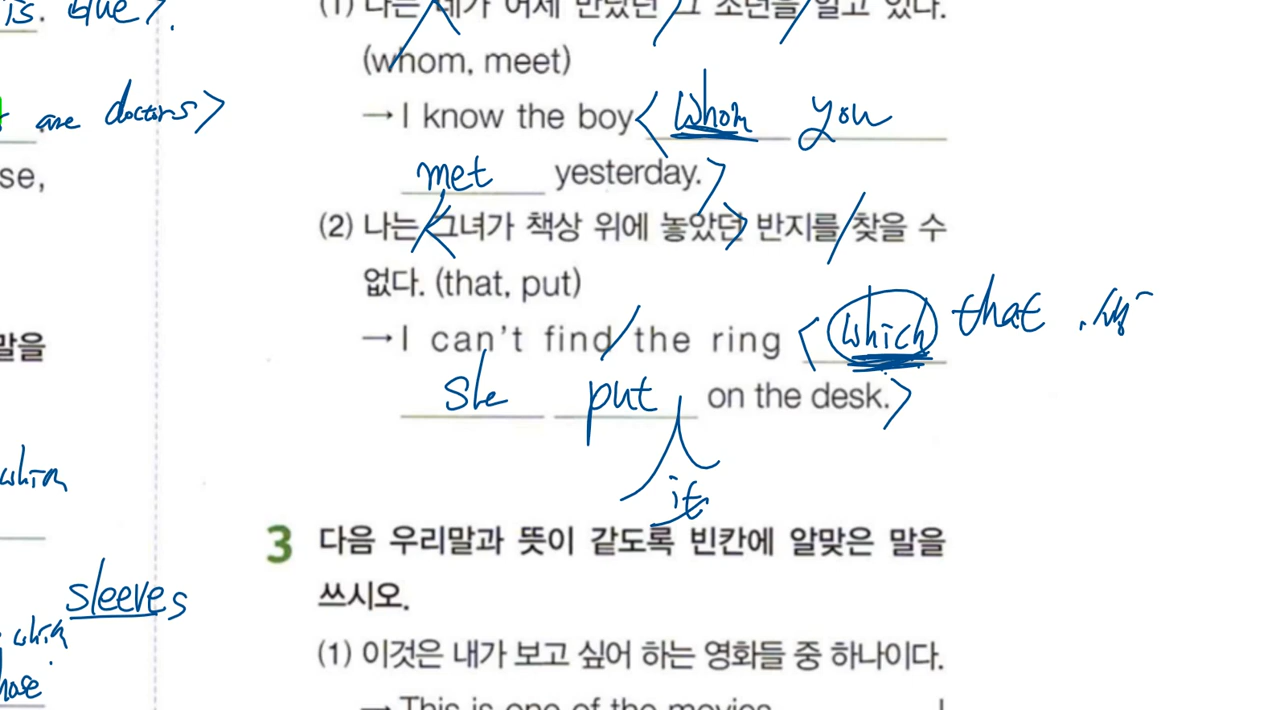 is. blue>.
(1) 나는 네가 어제 만났던 그 소년을 알고 있다.
(whom, meet)
→ I know the boy <whom you
are doctors>
met yesterday.>
se,
(2) 나는 <그녀가 책상 위에 놓았던> 반지를 찾을 수
없다. (that, put)
→ I can't find the ring <which that
말을
she put on the desk.>
which
it
3 다음 우리말과 뜻이 같도록 빈칸에 알맞은 말을
쓰시오.
sleeves
(1) 이것은 내가 보고 싶어 하는 영화들 중 하나이다.
→ This is one of the movies